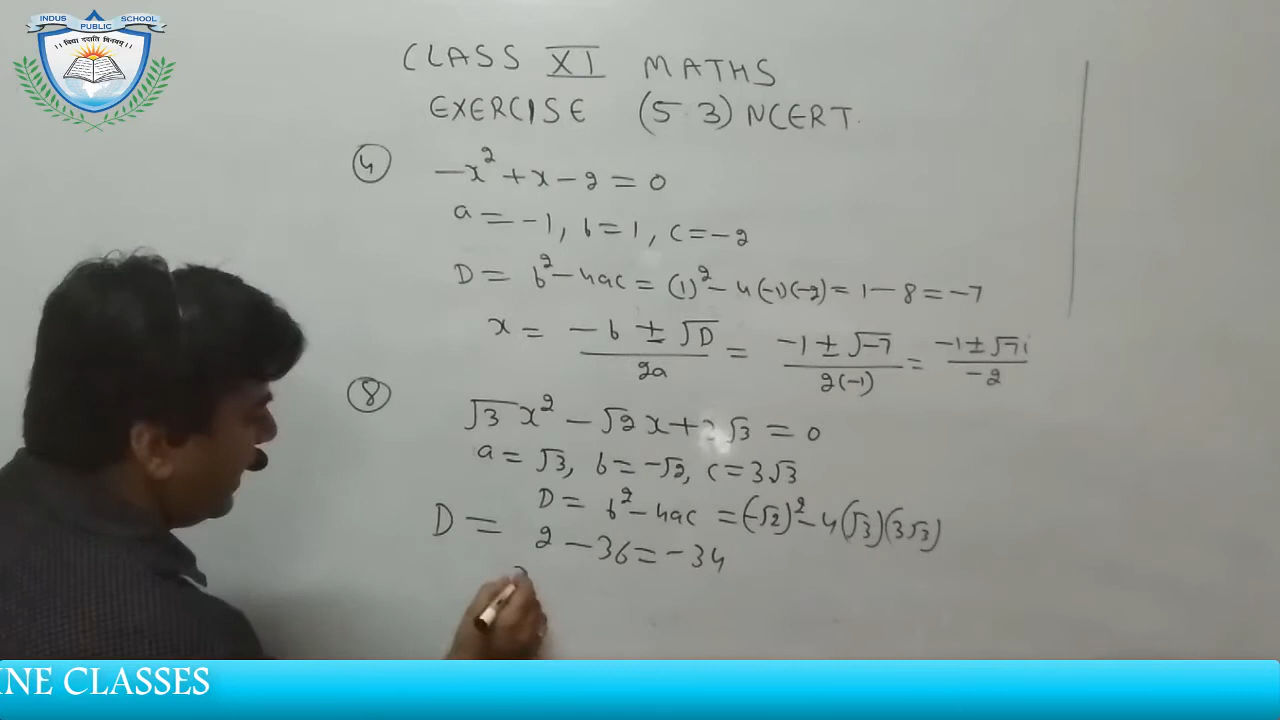 INDUS PUBLIC SCHOOL
।। विद्या ददाति विनयम् ।।
CLASS XI MATHS
EXERCISE (5 3) NCERT.
④ -x² + x - 2 = 0
a = -1, b = 1, c = -2
D = b² - 4ac = (1)² - 4(-1)(-2) = 1 - 8 = -7
x = (-b ± √D)/2a = (-1 ± √-7)/2(-1) = (-1 ± √7i)/-2
⑧ √3 x² - √2 x + 3√3 = 0
a = √3, b = -√2, c = 3√3
D = b² - 4ac = (-√2)² - 4(√3)(3√3)
D = 2 - 36 = -34
INE CLASSES